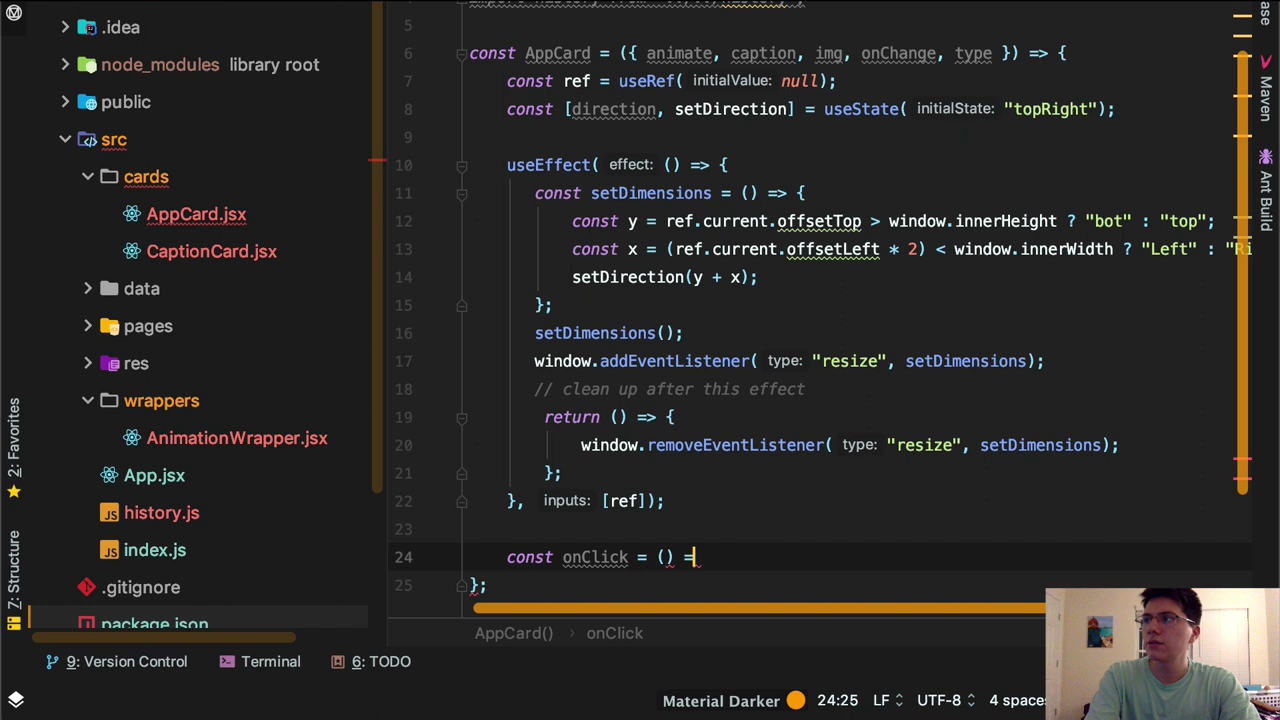 .idea
node_modules library root
public
src
cards
AppCard.jsx
CaptionCard.jsx
data
pages
res
wrappers
AnimationWrapper.jsx
App.jsx
history.js
index.js
.gitignore
package.json
2: Favorites
7: Structure
5
6 const AppCard = ({ animate, caption, img, onChange, type }) => {
7 const ref = useRef( initialValue: null);
8 const [direction, setDirection] = useState( initialState: "topRight");
9
10 useEffect( effect: () => {
11 const setDimensions = () => {
12 const y = ref.current.offsetTop > window.innerHeight ? "bot" : "top";
13 const x = (ref.current.offsetLeft * 2) < window.innerWidth ? "Left" : "Ri
14 setDirection(y + x);
15 };
16 setDimensions();
17 window.addEventListener( type: "resize", setDimensions);
18 // clean up after this effect
19 return () => {
20 window.removeEventListener( type: "resize", setDimensions);
21 };
22 }, inputs: [ref]);
23
24 const onClick = () =
25 };
AppCard() › onClick
ase
Maven
Ant Build
9: Version Control
Terminal
6: TODO
Material Darker
24:25
LF
UTF-8
4 spaces